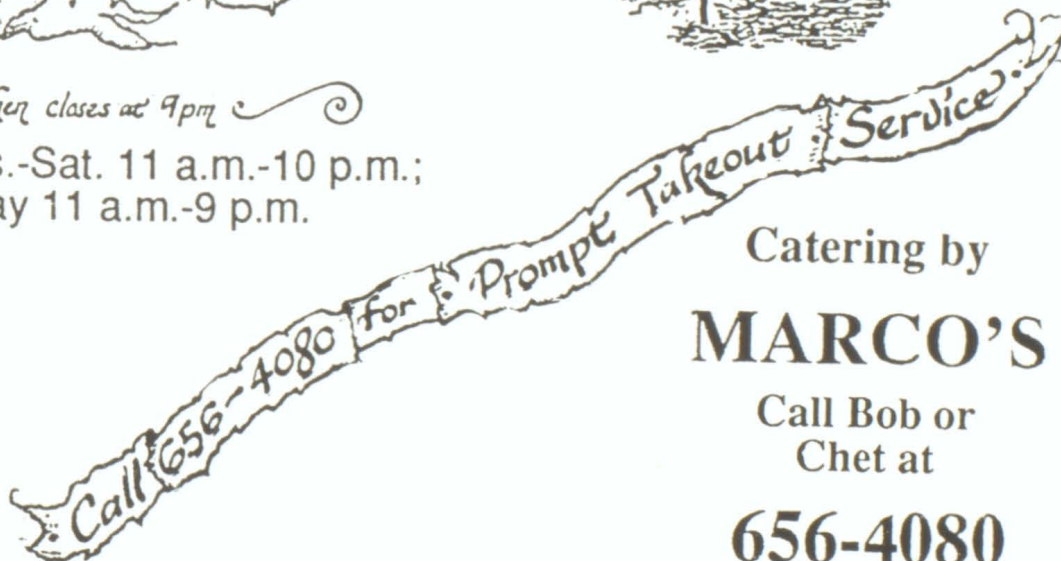 closes at 9pm
-Sat. 11 a.m.-10 p.m.;
11 a.m.-9 p.m.
Call 656-4080 for Prompt Takeout Service
Catering by
MARCO'S
Call Bob or
Chet at
656-4080